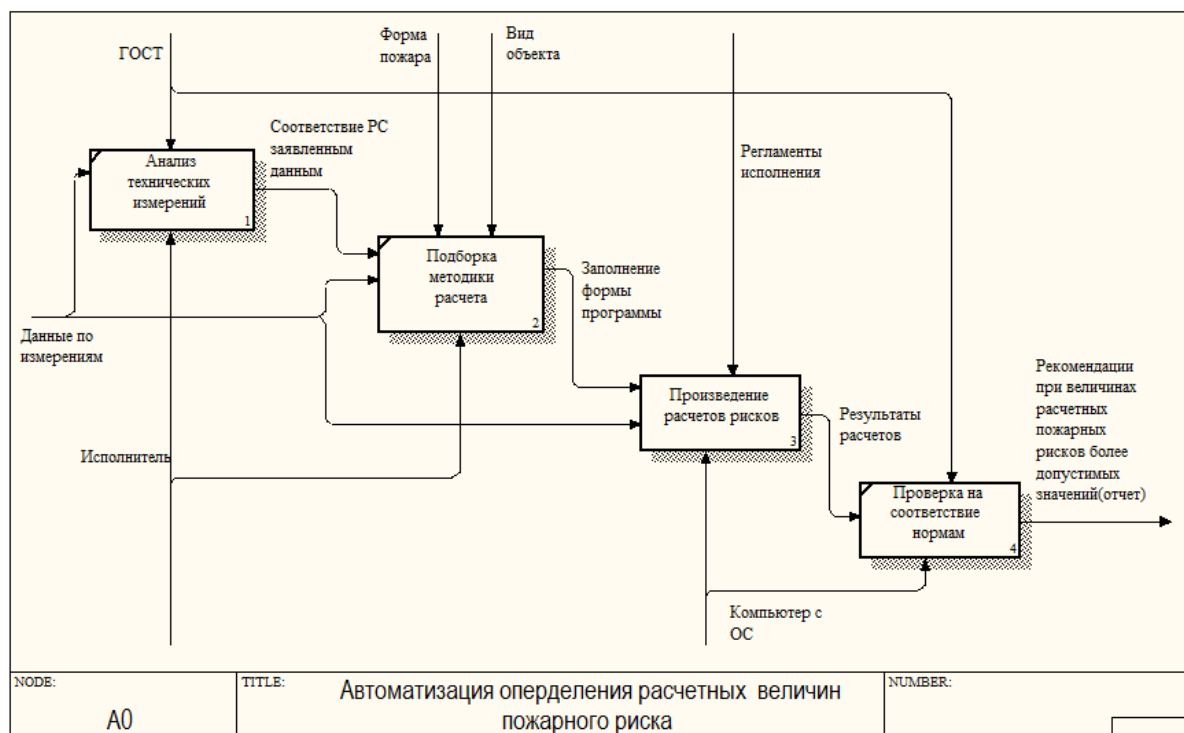 ГОСТ
Форма
пожара
Вид
объекта
Соответствие РС
заявленным
данным
Анализ
технических
измерений
1
Регламенты
исполнения
Подборка
методики
расчета
2
Заполнение
формы
программы
Данные по
измерениям
Произведение
расчетов рисков
3
Результаты
расчетов
Рекомендации
при величинах
расчетных
пожарных
рисков более
допустимых
значений(отчет)
Исполнитель
Проверка на
соответствие
нормам
4
Компьютер с
ОС
NODE:
A0
TITLE:
Автоматизация оперделения расчетных величин
пожарного риска
NUMBER: